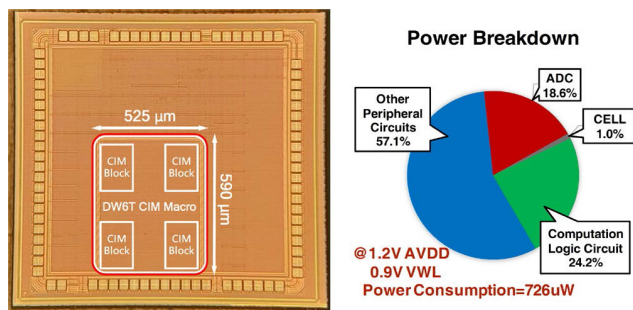 525 µm
590 µm
CIM
Block
CIM
Block
DW6T CIM Macro
CIM
Block
CIM
Block
Power Breakdown
ADC
18.6%
Other
Peripheral
Circuits
57.1%
CELL
1.0%
Computation
Logic Circuit
24.2%
@1.2V AVDD
0.9V VWL
Power Consumption=726uW